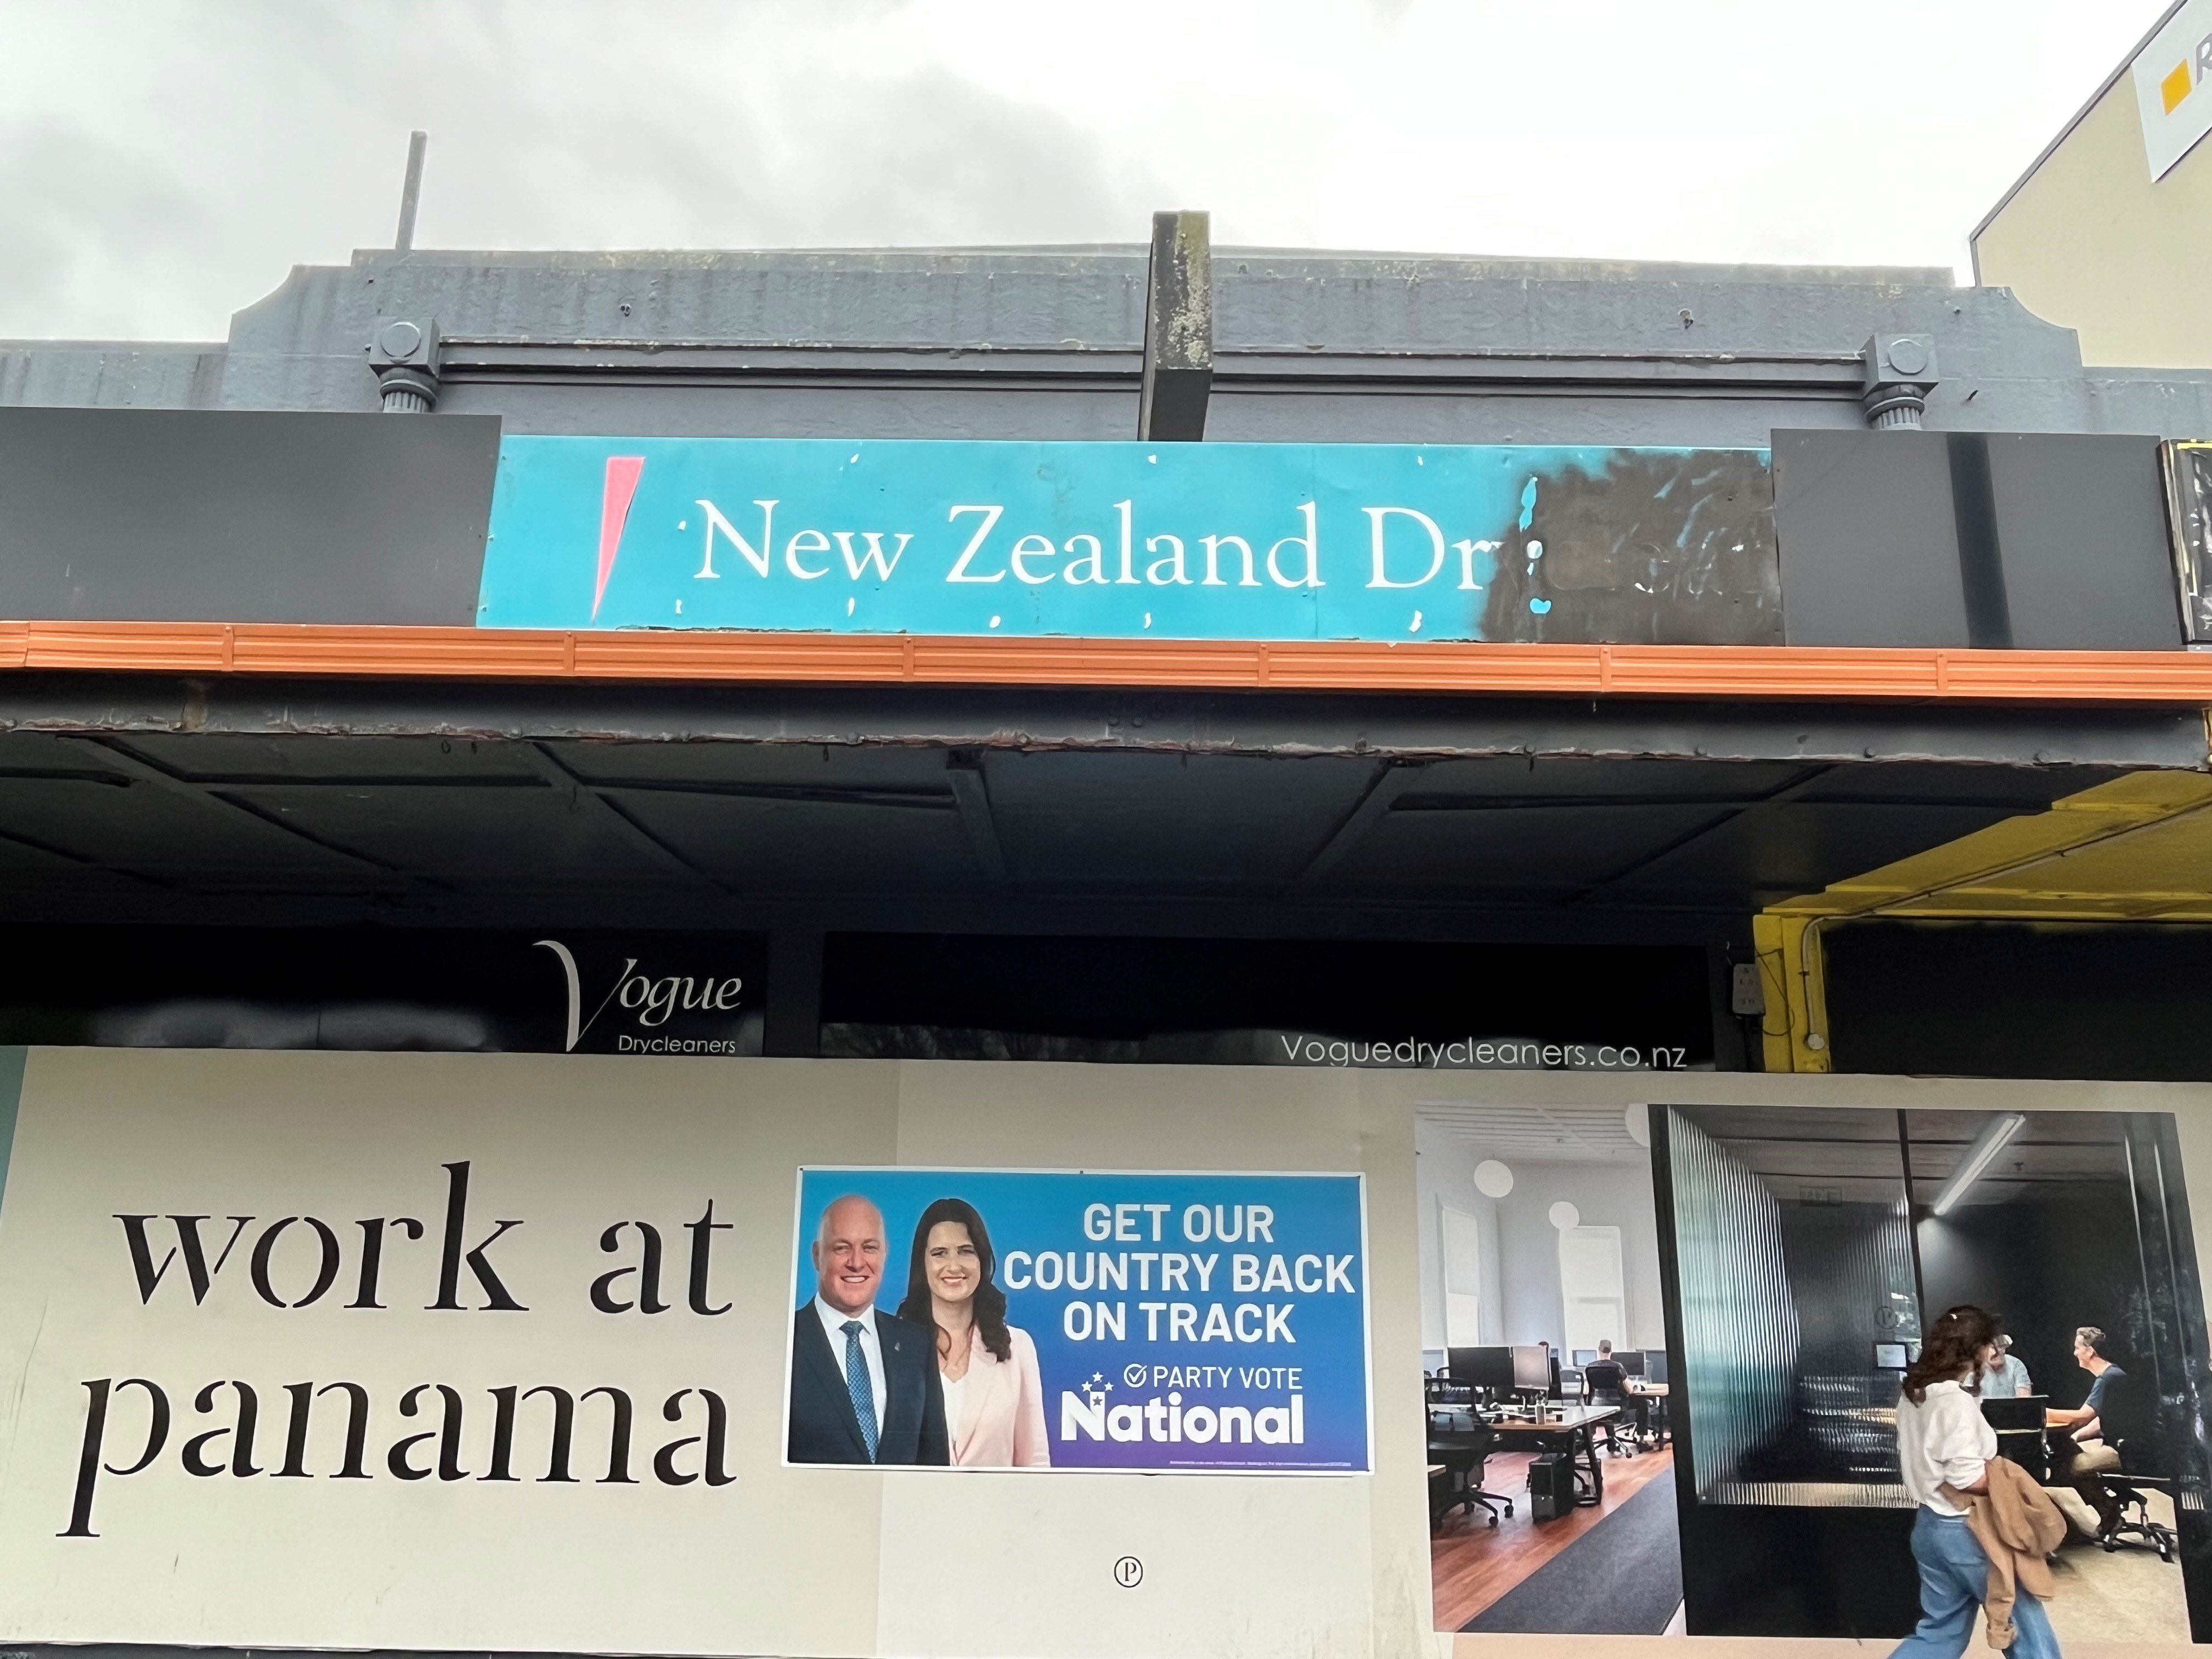 New Zealand Dr
Vogue
Drycleaners
Voguedrycleaners.co.nz
work at
panama
GET OUR
COUNTRY BACK
ON TRACK
PARTY VOTE
National
P